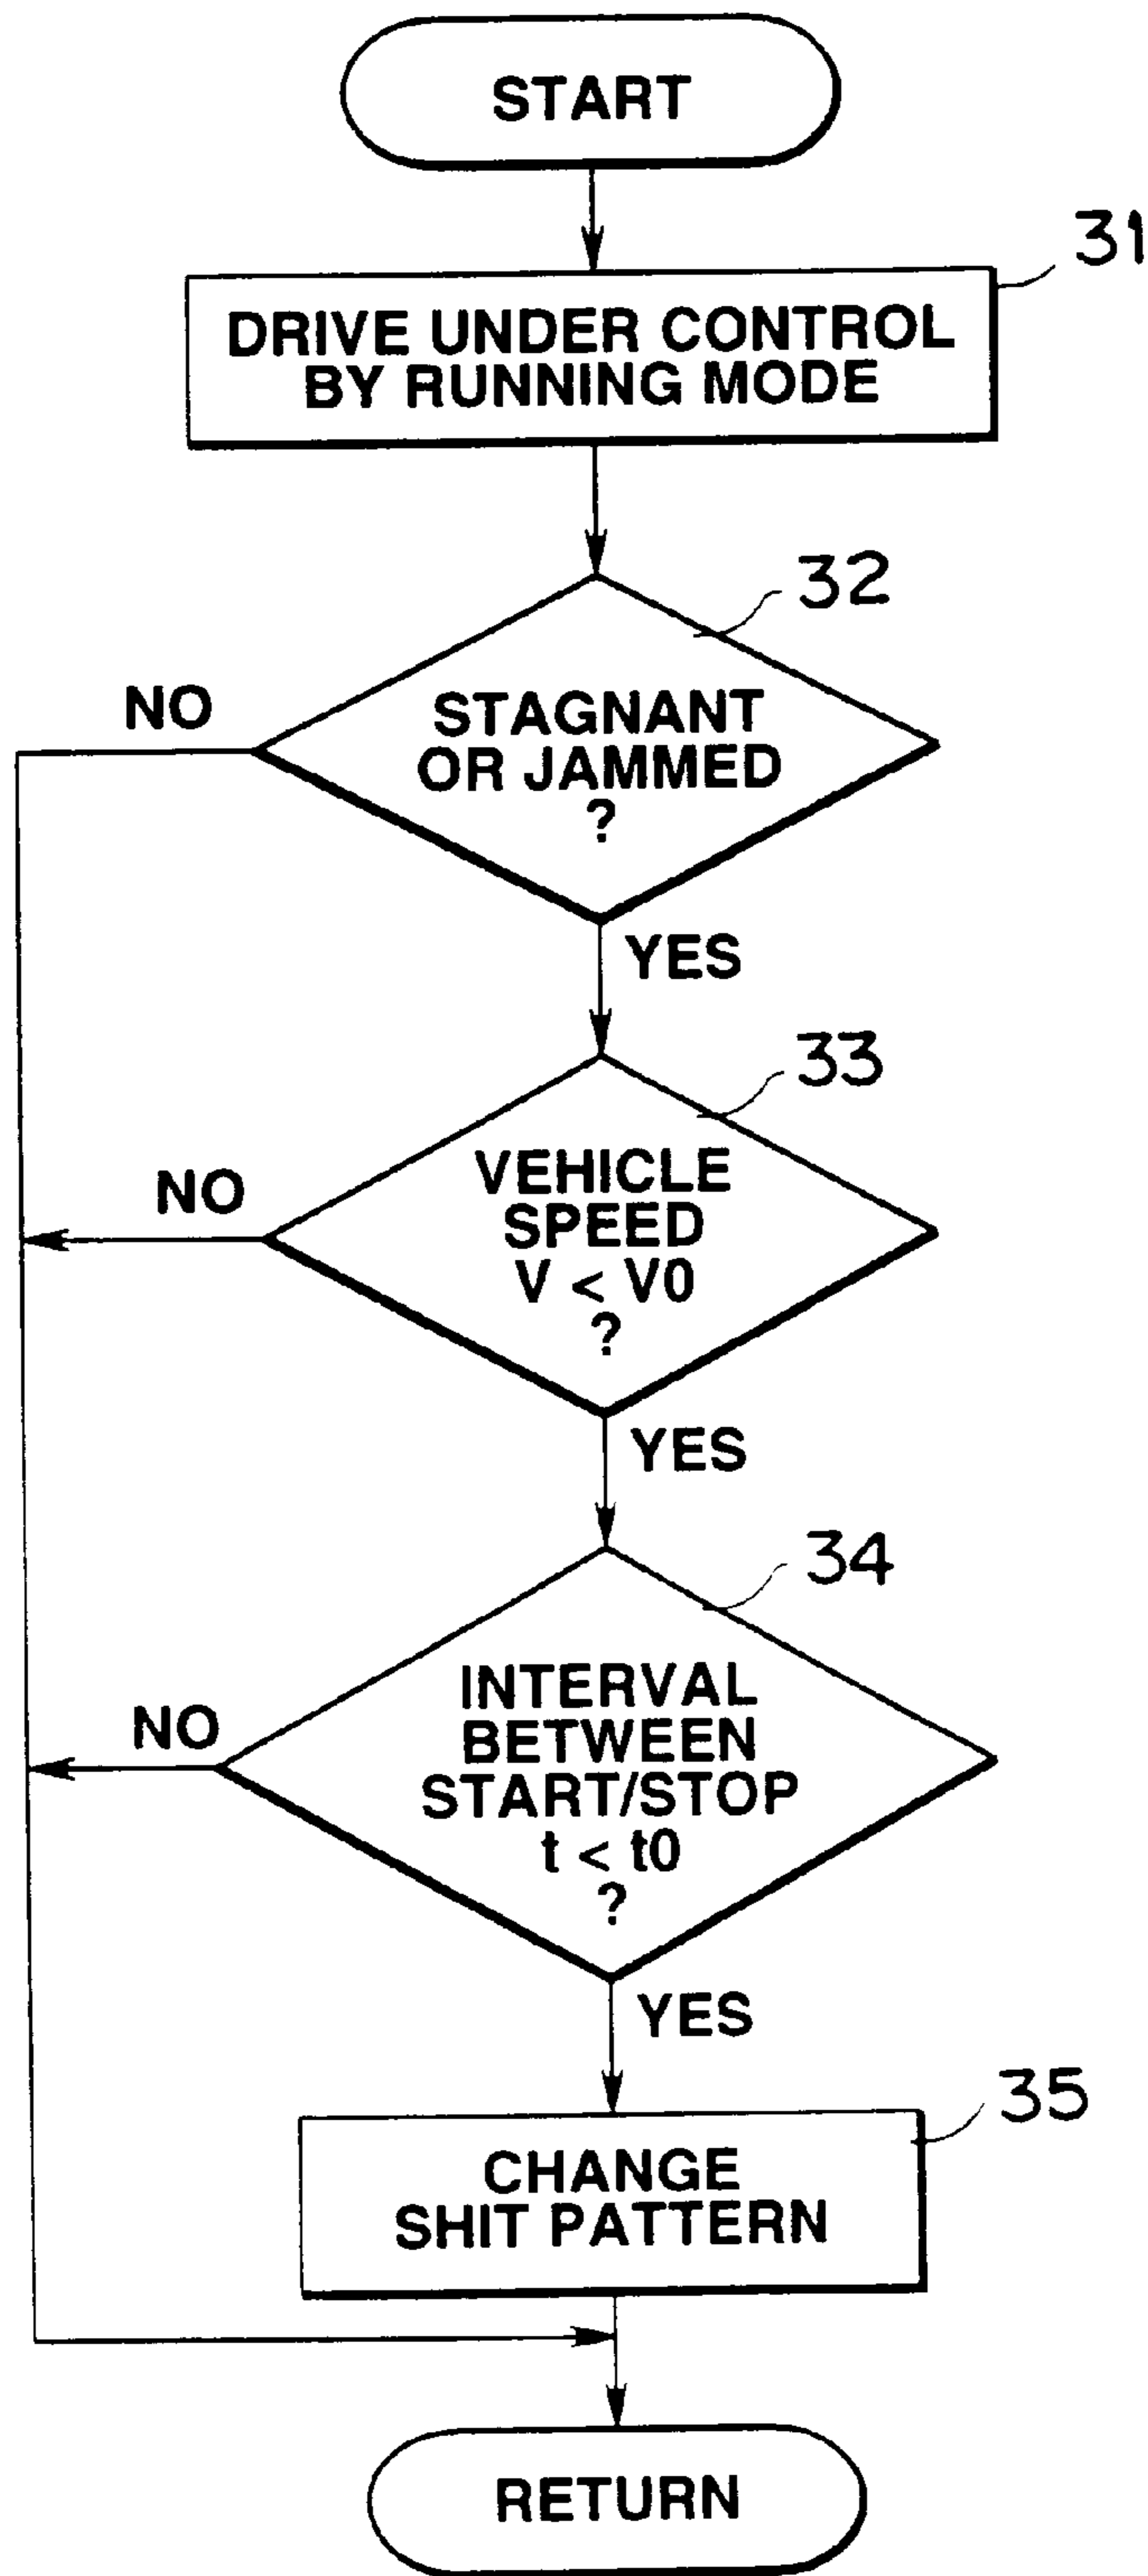 START
31
DRIVE UNDER CONTROL
BY RUNNING MODE
32
NO
STAGNANT
OR JAMMED
?
YES
33
NO
VEHICLE
SPEED
V < V0
?
YES
34
NO
INTERVAL
BETWEEN
START/STOP
t < t0
?
YES
35
CHANGE
SHIT PATTERN
RETURN